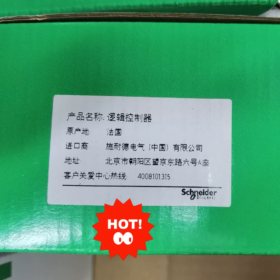 产品名称: 逻辑控制器
原产地: 法国
进口商 施耐德电气（中国）有限公司
地址: 北京市朝阳区望京东路六号A座
客户关爱中心热线: 4008101315
Schneider
Electric
HOT!